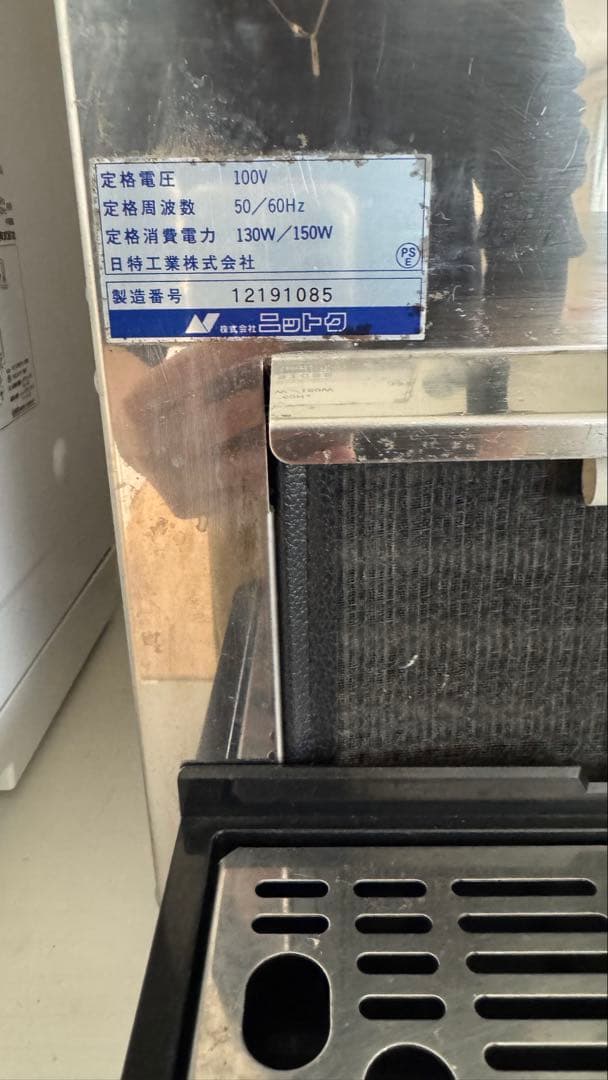 定格電圧 100V
定格周波数 50/60Hz
定格消費電力 130W/150W
日特工業株式会社
PS
E
製造番号 12191085
N 株式会社ニットク